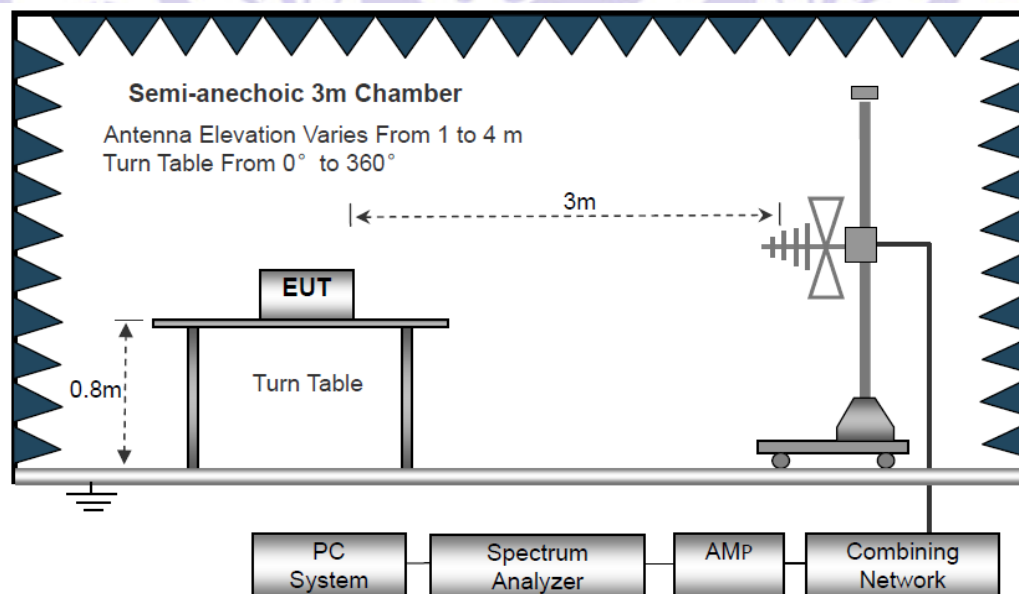 Semi-anechoic 3m Chamber
Antenna Elevation Varies From 1 to 4 m
Turn Table From 0° to 360°
3m
EUT
0.8m
Turn Table
PC
System
Spectrum
Analyzer
AMP
Combining
Network